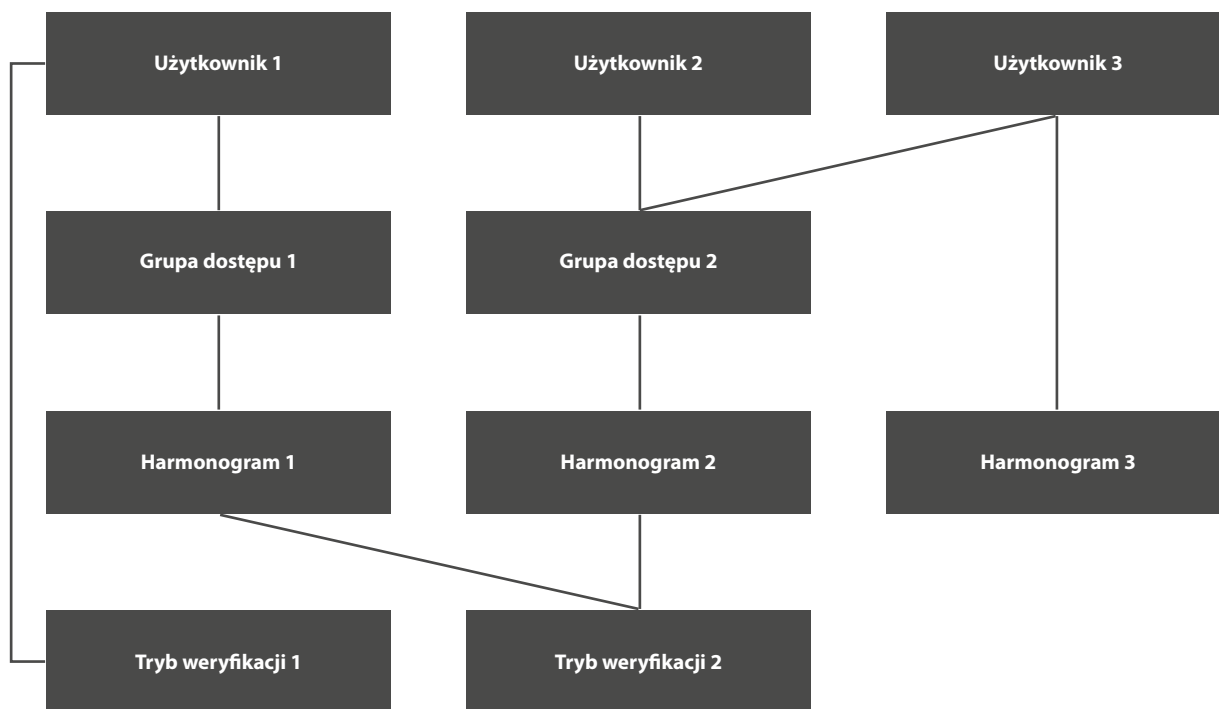 Użytkownik 1
Użytkownik 2
Użytkownik 3
Grupa dostępu 1
Grupa dostępu 2
Harmonogram 1
Harmonogram 2
Harmonogram 3
Tryb weryfikacji 1
Tryb weryfikacji 2